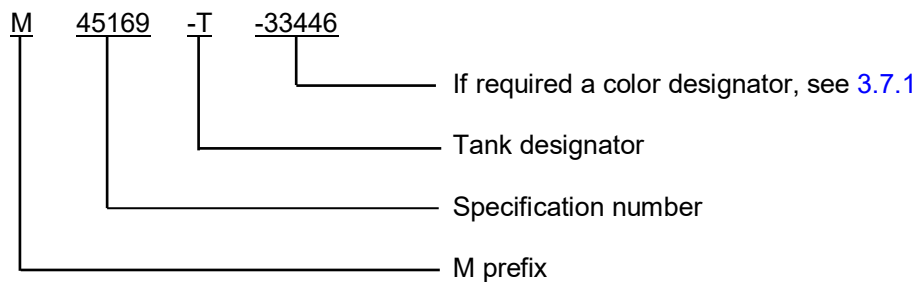 M 45169 -T -33446
If required a color designator, see 3.7.1
Tank designator
Specification number
M prefix